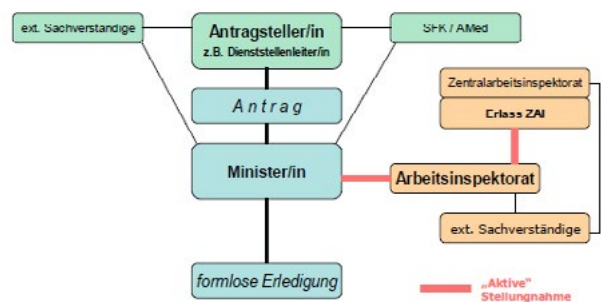 ext. Sachverständige
Antragsteller/in
z.B. Dienststellenleiter/in
SFK / AMed
Antrag
Zentralarbeitsinspektorat
Erlass ZAI
Minister/in
Arbeitsinspektorat
ext. Sachverständige
formlose Erledigung
„Aktive"
Stellungnahme